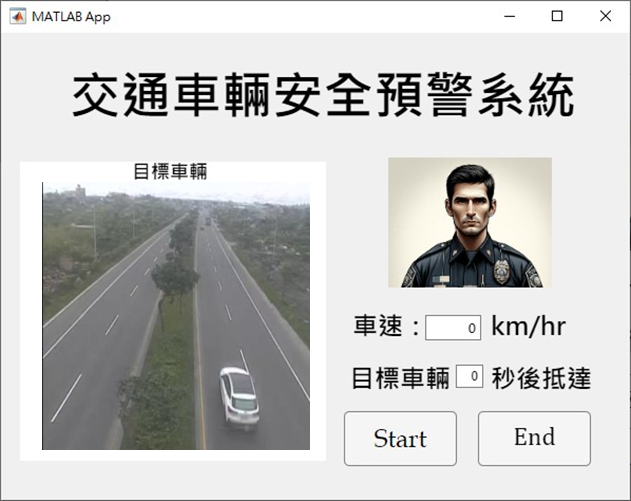 MATLAB App
交通車輛安全預警系統
目標車輛
車速：0 km/hr
目標車輛 0 秒後抵達
Start End